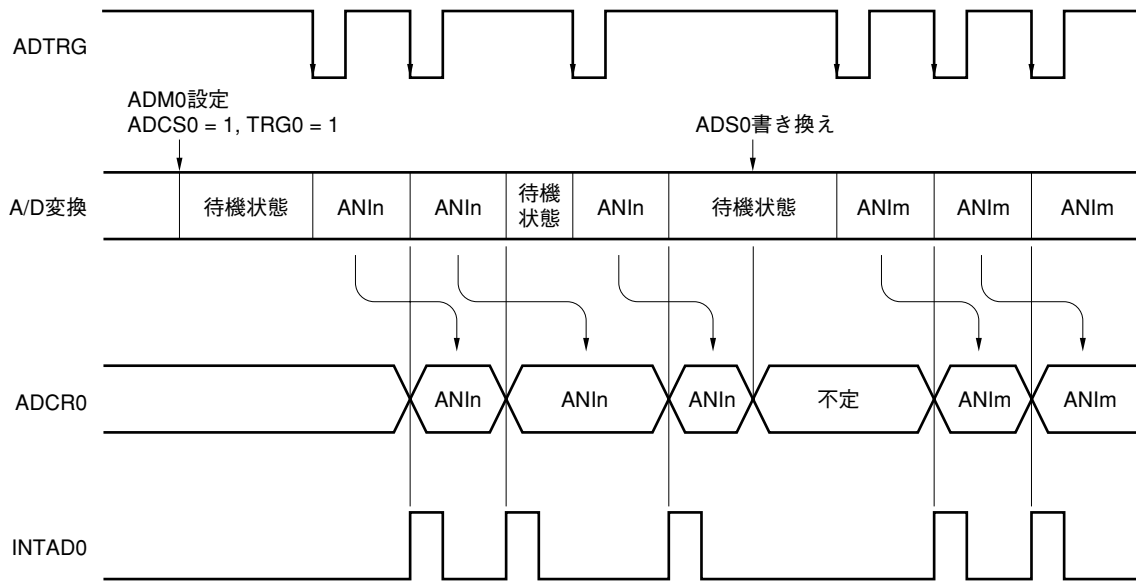 ADTRG
ADM0設定
ADCS0 = 1, TRG0 = 1
ADS0書き換え
A/D変換
待機状態
ANIn
ANIn
待機
状態
ANIn
待機状態
ANIm
ANIm
ANIm
ADCR0
ANIn
ANIn
ANIn
不定
ANIm
ANIm
INTAD0